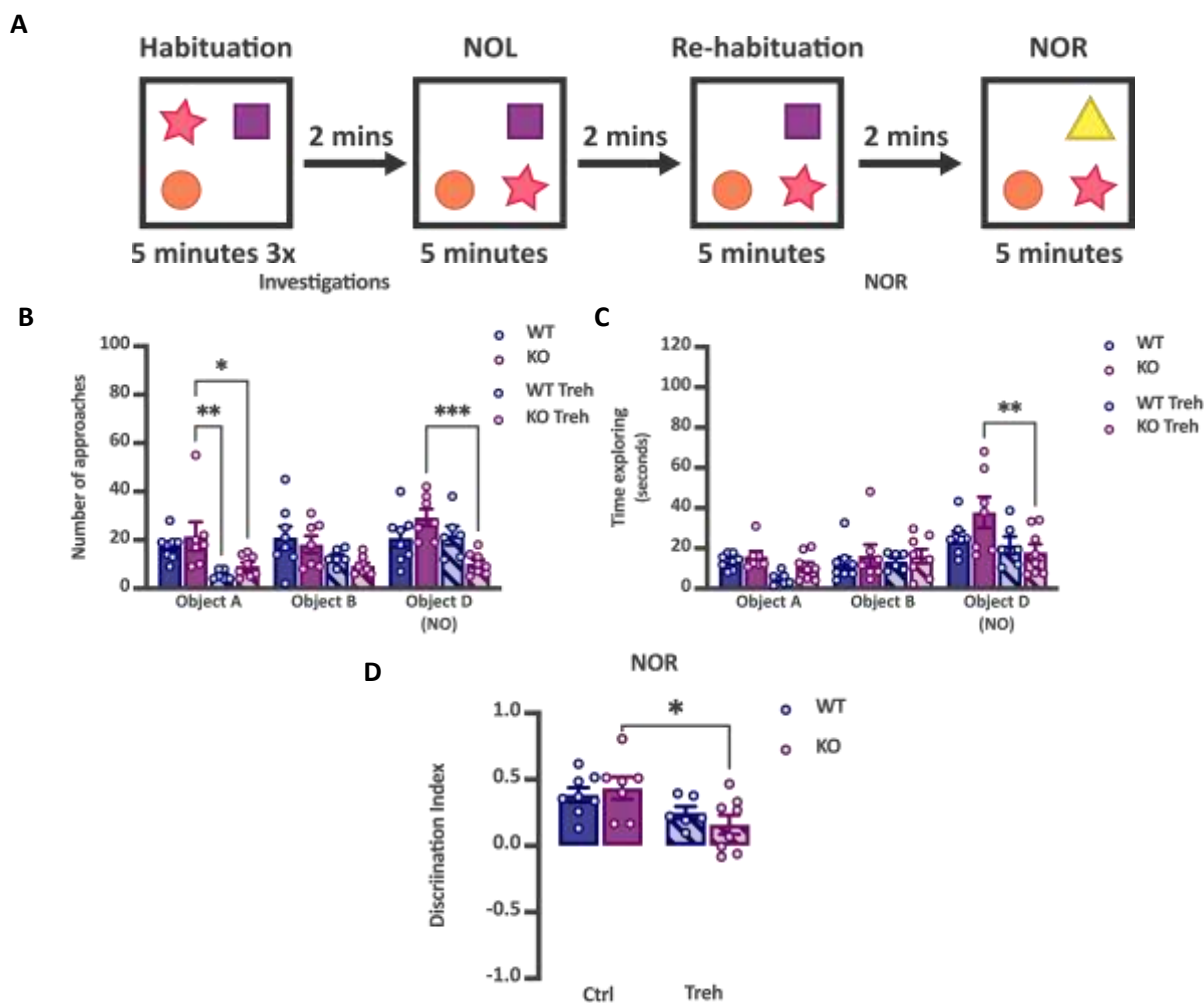 A
Habituation
NOL
Re-habituation
NOR
2 mins
2 mins
2 mins
5 minutes 3x
5 minutes
5 minutes
5 minutes
Investigations
NOR
B
Number of approaches
100
80
60
40
20
0
*
**
***
Object A
Object B
Object D
(NO)
WT
KO
WT Treh
KO Treh
C
Time exploring
(seconds)
120
100
80
60
40
20
0
**
Object A
Object B
Object D
(NO)
WT
KO
WT Treh
KO Treh
D
NOR
Discriination Index
1.0
0.5
0.0
-0.5
-1.0
*
Ctrl
Treh
WT
KO